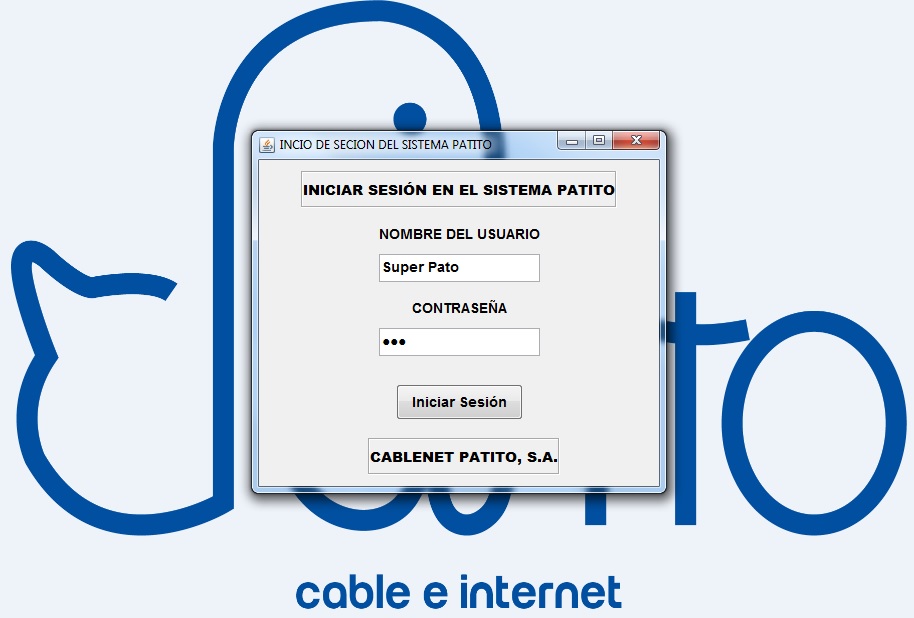 INCIO DE SECION DEL SISTEMA PATITO
INICIAR SESIÓN EN EL SISTEMA PATITO
NOMBRE DEL USUARIO
Super Pato
CONTRASEÑA
●●●
Iniciar Sesión
CABLENET PATITO, S.A.
cable e internet